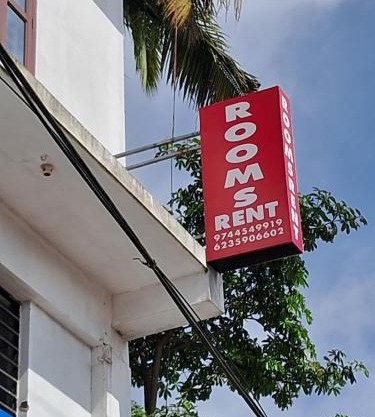 ROOMS
RENT
9744549919
6235906602
ROOMS RENT